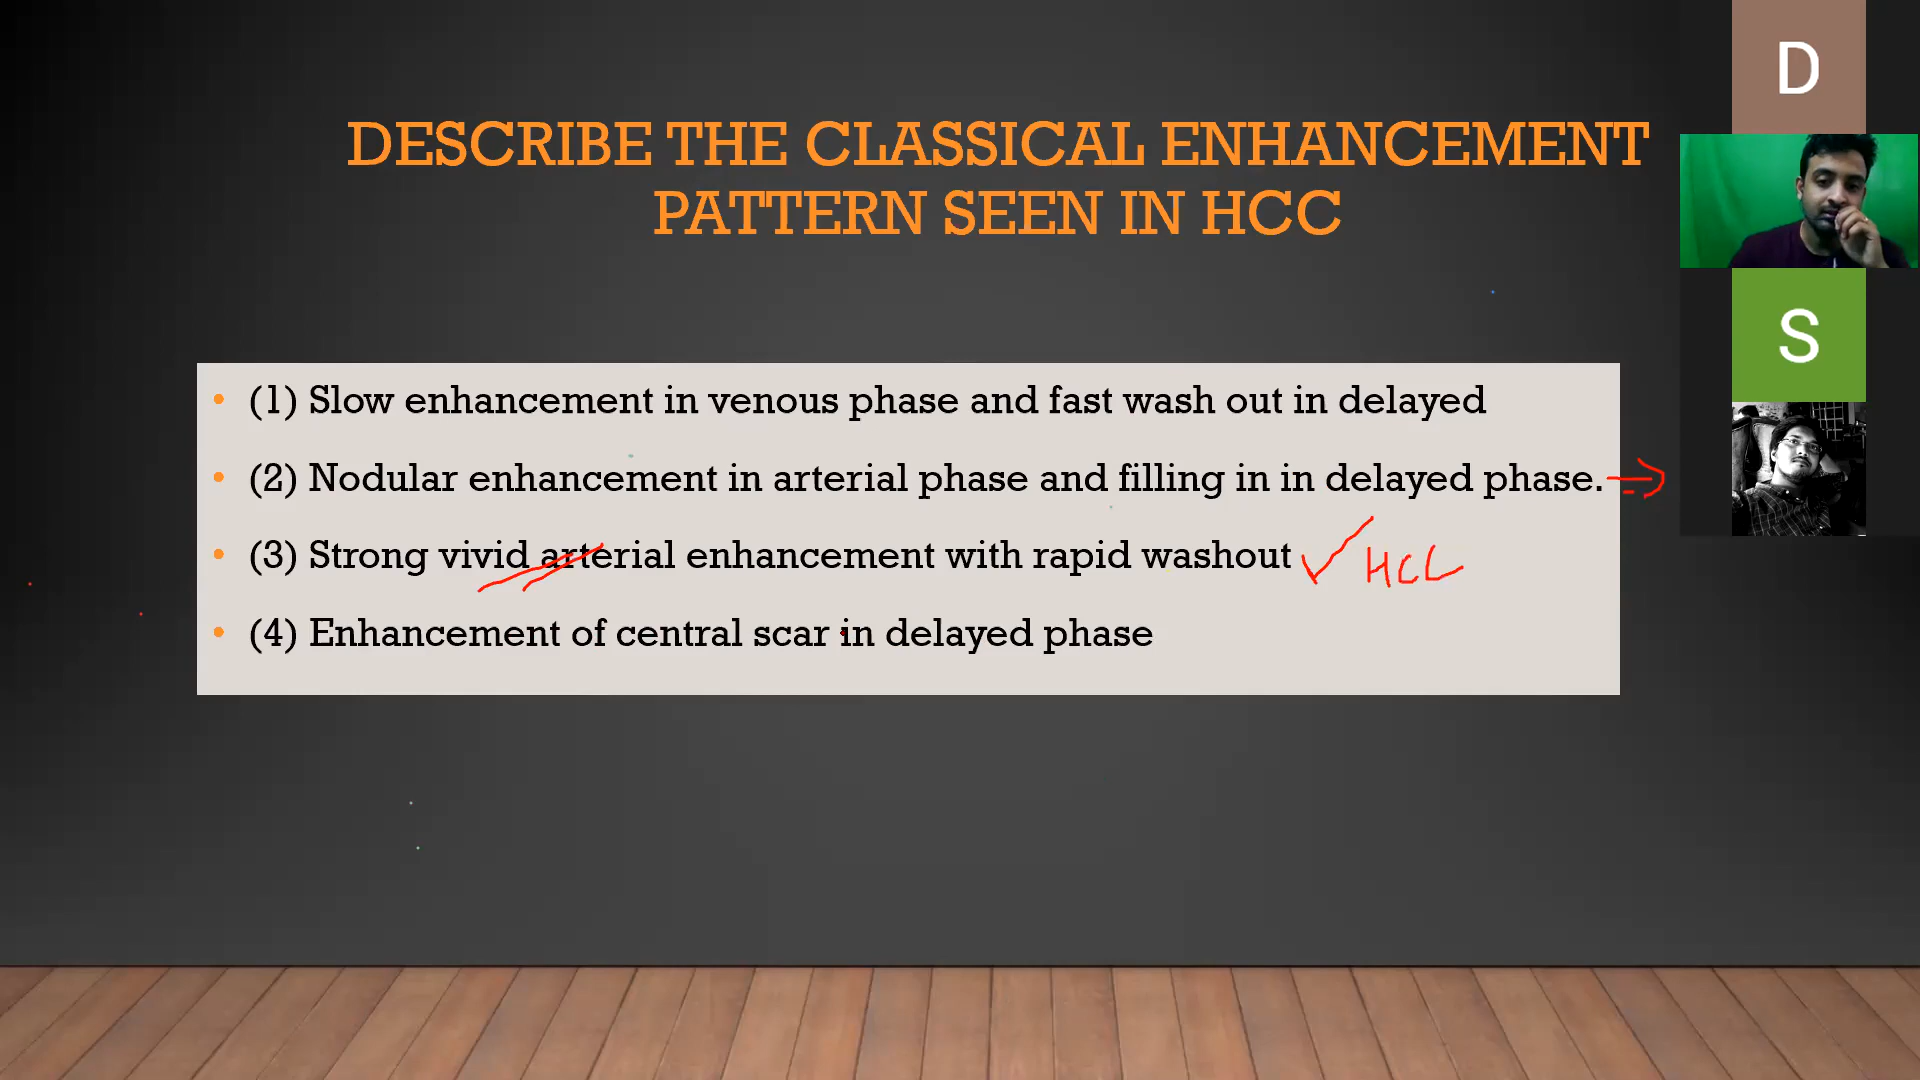 DESCRIBE THE CLASSICAL ENHANCEMENT
PATTERN SEEN IN HCC
• (1) Slow enhancement in venous phase and fast wash out in delayed
• (2) Nodular enhancement in arterial phase and filling in in delayed phase.
• (3) Strong vivid arterial enhancement with rapid washout ✓ HCC
• (4) Enhancement of central scar in delayed phase
D
S